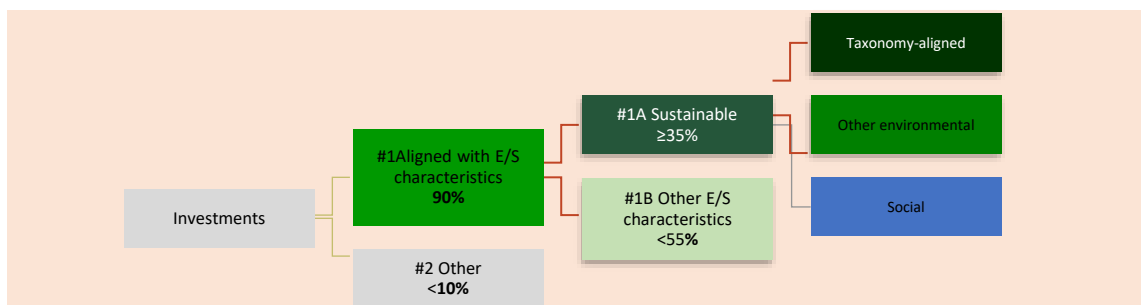 Investments
#1Aligned with E/S
characteristics
90%
#2 Other
<10%
#1A Sustainable
≥35%
#1B Other E/S
characteristics
<55%
Taxonomy-aligned
Other environmental
Social